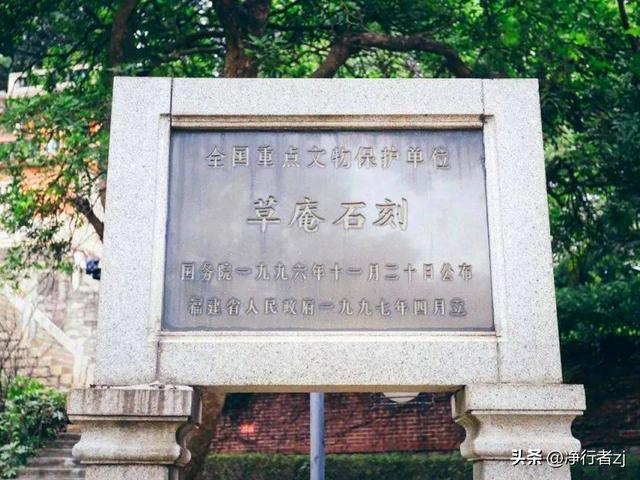 全国重点文物保护单位
草庵石刻
国务院一九九六年十一月二十日公布
福建省人民政府一九九七年四月立
头条 @净行者zj